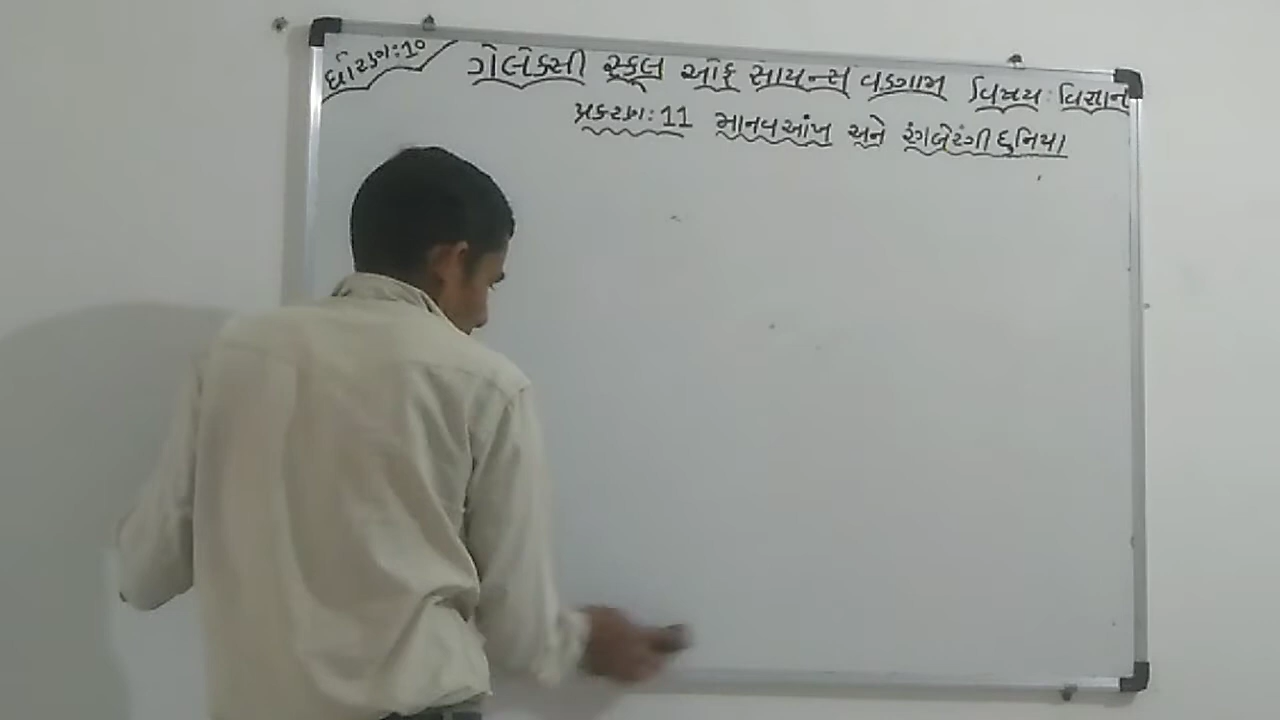 ધોરણ:10
ગેલેક્સી સ્કૂલ ઓફ સાયન્સ વડગામ વિષય : વિજ્ઞાન
પ્રકરણ:11 માનવઆંખ અને રંગબેરંગી દુનિયા